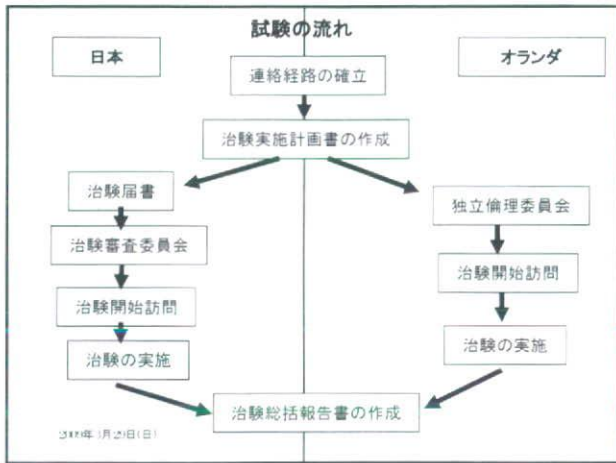 試験の流れ
日本
オランダ
連絡経路の確立
治験実施計画書の作成
治験届書
治験審査委員会
治験開始訪問
治験の実施
独立倫理委員会
治験開始訪問
治験の実施
治験総括報告書の作成